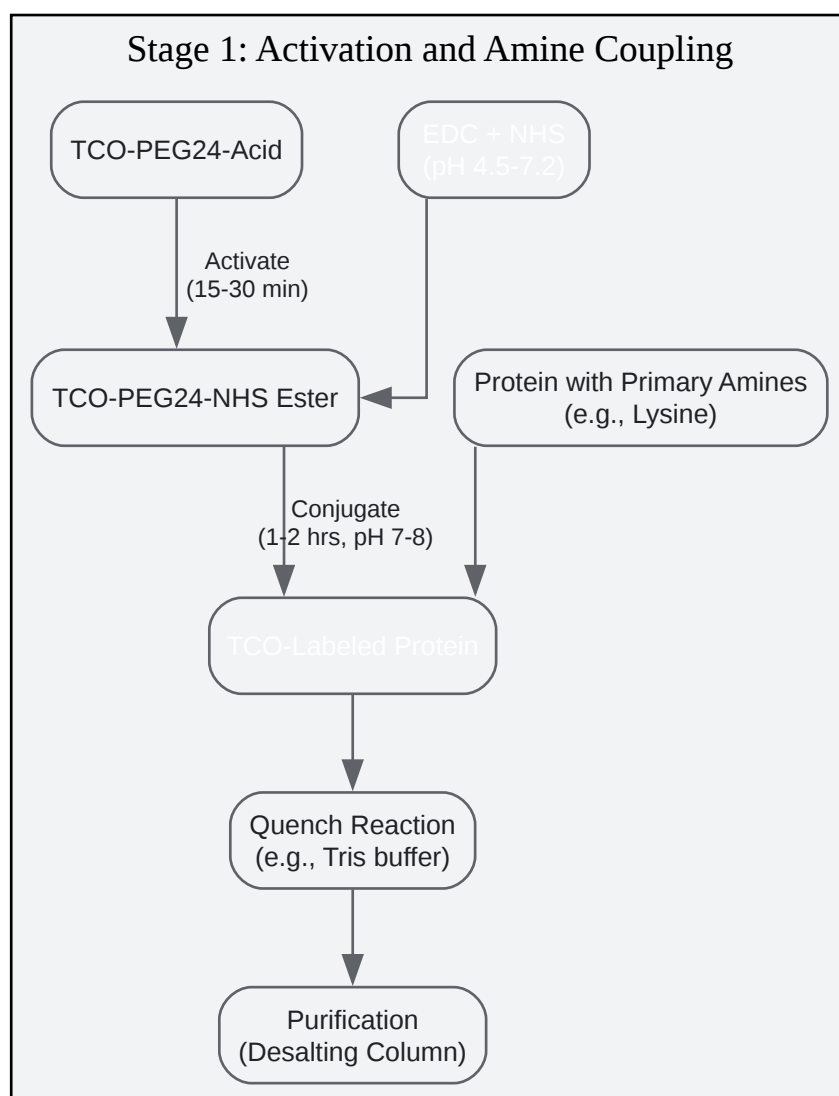 Stage 1: Activation and Amine Coupling
TCO-PEG24-Acid
EDC + NHS
(pH 4.5-7.2)
Activate
(15-30 min)
TCO-PEG24-NHS Ester
Protein with Primary Amines
(e.g., Lysine)
Conjugate
(1-2 hrs, pH 7-8)
TCO-Labeled Protein
Quench Reaction
(e.g., Tris buffer)
Purification
(Desalting Column)